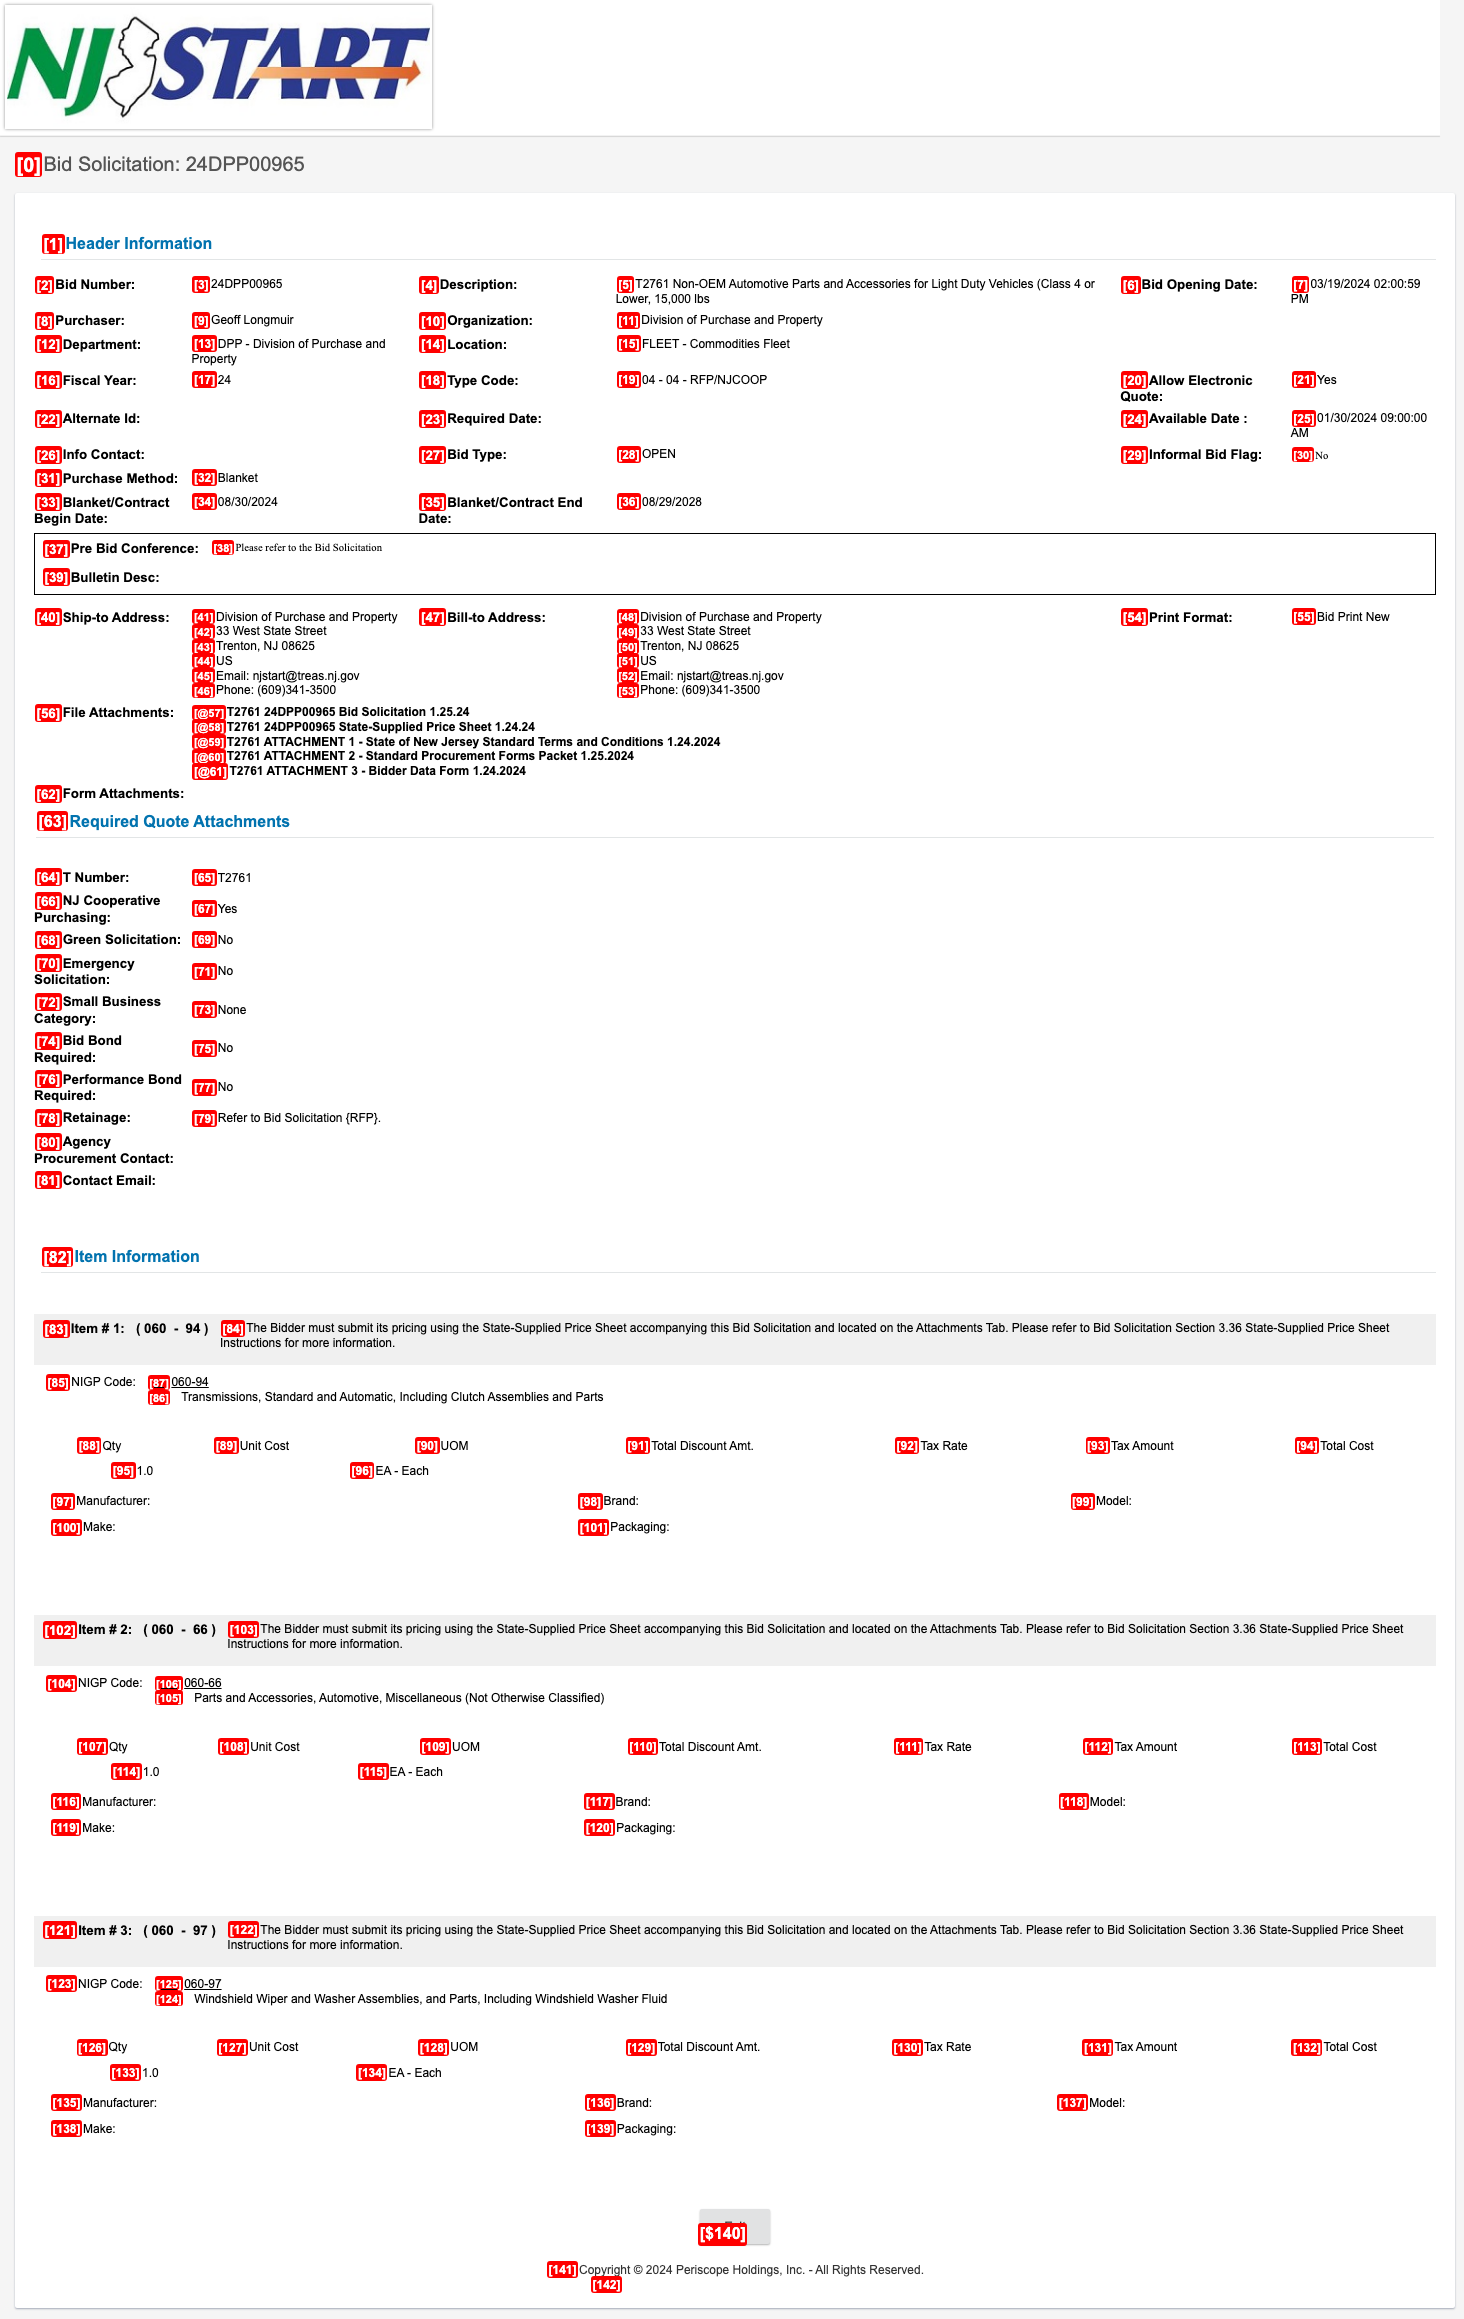 NJ START
[0]Bid Solicitation: 24DPP00965
[1]Header Information
[2]Bid Number: [3]24DPP00965 [4]Description: [5]T2761 Non-OEM Automotive Parts and Accessories for Light Duty Vehicles (Class 4 or [6]Bid Opening Date: [7]03/19/2024 02:00:59
Lower, 15,000 lbs PM
[8]Purchaser: [9]Geoff Longmuir [10]Organization: [11]Division of Purchase and Property
[12]Department: [13]DPP - Division of Purchase and [14]Location: [15]FLEET - Commodities Fleet
Property
[16]Fiscal Year: [17]24 [18]Type Code: [19]04 - 04 - RFP/NJCOOP [20]Allow Electronic [21]Yes
Quote:
[22]Alternate Id: [23]Required Date: [24]Available Date : [25]01/30/2024 09:00:00
AM
[26]Info Contact: [27]Bid Type: [28]OPEN [29]Informal Bid Flag: [30]No
[31]Purchase Method: [32]Blanket
[33]Blanket/Contract [34]08/30/2024 [35]Blanket/Contract End [36]08/29/2028
Begin Date: Date:
[37]Pre Bid Conference: [38]Please refer to the Bid Solicitation
[39]Bulletin Desc:
[40]Ship-to Address: [41]Division of Purchase and Property [47]Bill-to Address: [48]Division of Purchase and Property [54]Print Format: [55]Bid Print New
[42]33 West State Street [49]33 West State Street
[43]Trenton, NJ 08625 [50]Trenton, NJ 08625
[44]US [51]US
[45]Email: njstart@treas.nj.gov [52]Email: njstart@treas.nj.gov
[46]Phone: (609)341-3500 [53]Phone: (609)341-3500
[56]File Attachments: [@57]T2761 24DPP00965 Bid Solicitation 1.25.24
[@58]T2761 24DPP00965 State-Supplied Price Sheet 1.24.24
[@59]T2761 ATTACHMENT 1 - State of New Jersey Standard Terms and Conditions 1.24.2024
[@60]T2761 ATTACHMENT 2 - Standard Procurement Forms Packet 1.25.2024
[@61]T2761 ATTACHMENT 3 - Bidder Data Form 1.24.2024
[62]Form Attachments:
[63]Required Quote Attachments
[64]T Number: [65]T2761
[66]NJ Cooperative
Purchasing: [67]Yes
[68]Green Solicitation: [69]No
[70]Emergency
Solicitation: [71]No
[72]Small Business
Category: [73]None
[74]Bid Bond
Required: [75]No
[76]Performance Bond
Required: [77]No
[78]Retainage: [79]Refer to Bid Solicitation {RFP}.
[80]Agency
Procurement Contact:
[81]Contact Email:
[82]Item Information
[83]Item # 1: ( 060 - 94 ) [84]The Bidder must submit its pricing using the State-Supplied Price Sheet accompanying this Bid Solicitation and located on the Attachments Tab. Please refer to Bid Solicitation Section 3.36 State-Supplied Price Sheet
Instructions for more information.
[85]NIGP Code: [87]060-94
[86] Transmissions, Standard and Automatic, Including Clutch Assemblies and Parts
[88]Qty [89]Unit Cost [90]UOM [91]Total Discount Amt. [92]Tax Rate [93]Tax Amount [94]Total Cost
[95]1.0 [96]EA - Each
[97]Manufacturer: [98]Brand: [99]Model:
[100]Make: [101]Packaging:
[102]Item # 2: ( 060 - 66 ) [103]The Bidder must submit its pricing using the State-Supplied Price Sheet accompanying this Bid Solicitation and located on the Attachments Tab. Please refer to Bid Solicitation Section 3.36 State-Supplied Price Sheet
Instructions for more information.
[104]NIGP Code: [106]060-66
[105] Parts and Accessories, Automotive, Miscellaneous (Not Otherwise Classified)
[107]Qty [108]Unit Cost [109]UOM [110]Total Discount Amt. [111]Tax Rate [112]Tax Amount [113]Total Cost
[114]1.0 [115]EA - Each
[116]Manufacturer: [117]Brand: [118]Model:
[119]Make: [120]Packaging:
[121]Item # 3: ( 060 - 97 ) [122]The Bidder must submit its pricing using the State-Supplied Price Sheet accompanying this Bid Solicitation and located on the Attachments Tab. Please refer to Bid Solicitation Section 3.36 State-Supplied Price Sheet
Instructions for more information.
[123]NIGP Code: [125]060-97
[124] Windshield Wiper and Washer Assemblies, and Parts, Including Windshield Washer Fluid
[126]Qty [127]Unit Cost [128]UOM [129]Total Discount Amt. [130]Tax Rate [131]Tax Amount [132]Total Cost
[133]1.0 [134]EA - Each
[135]Manufacturer: [136]Brand: [137]Model:
[138]Make: [139]Packaging:
[$140]
[141]Copyright © 2024 Periscope Holdings, Inc. - All Rights Reserved.
[142]